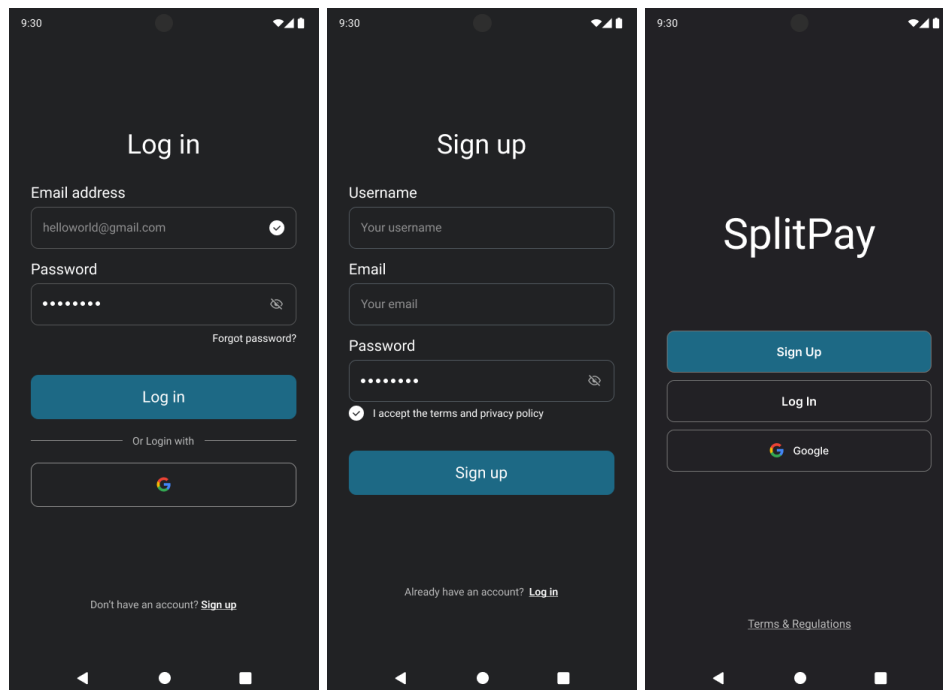 9:30
Log in
Email address
helloworld@gmail.com
Password
••••••••
Forgot password?
Log in
Or Login with
Don't have an account? Sign up
9:30
Sign up
Username
Your username
Email
Your email
Password
••••••••
I accept the terms and privacy policy
Sign up
Already have an account? Log in
9:30
SplitPay
Sign Up
Log In
Google
Terms & Regulations